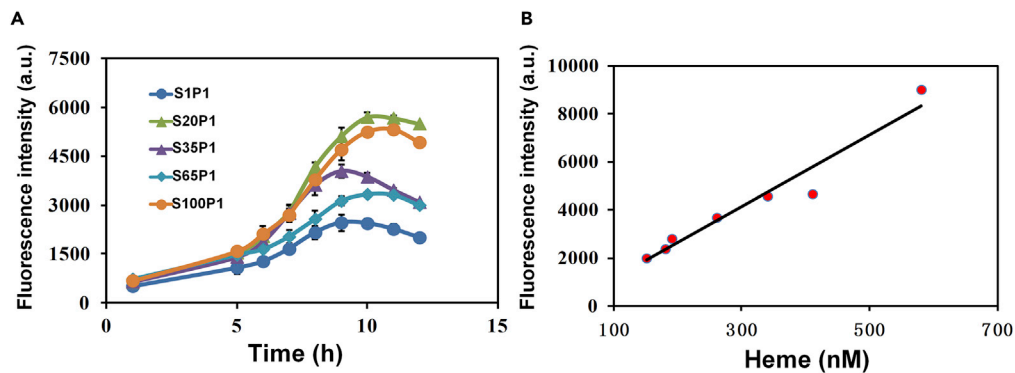 A
Fluorescence intensity (a.u.)
7500
6000
4500
3000
1500
0
S1P1
S20P1
S35P1
S65P1
S100P1
0 5 10 15
Time (h)
B
Fluorescence intensity (a.u.)
10000
8000
6000
4000
2000
0
100 300 500 700
Heme (nM)